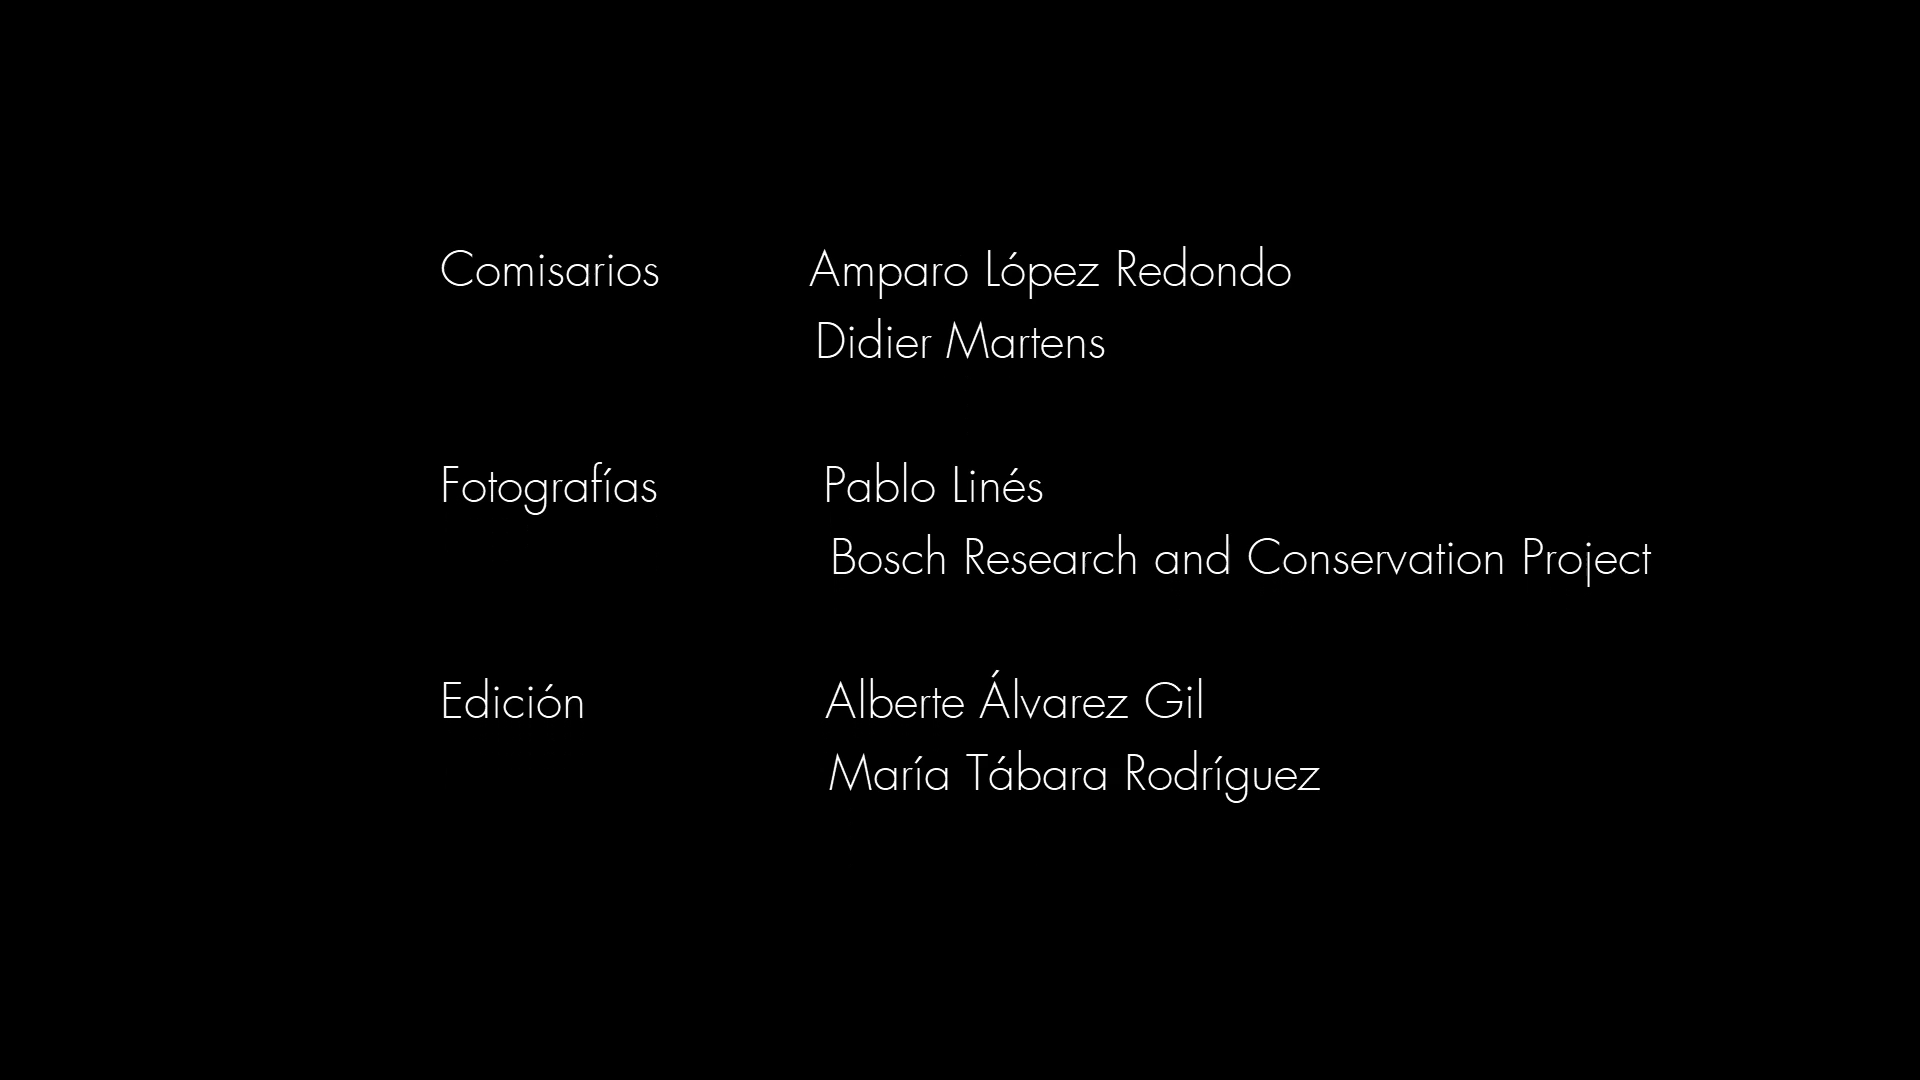 Comisarios Amparo López Redondo
Didier Martens
Fotografías Pablo Linés
Bosch Research and Conservation Project
Edición Alberte Álvarez Gil
María Tábara Rodríguez